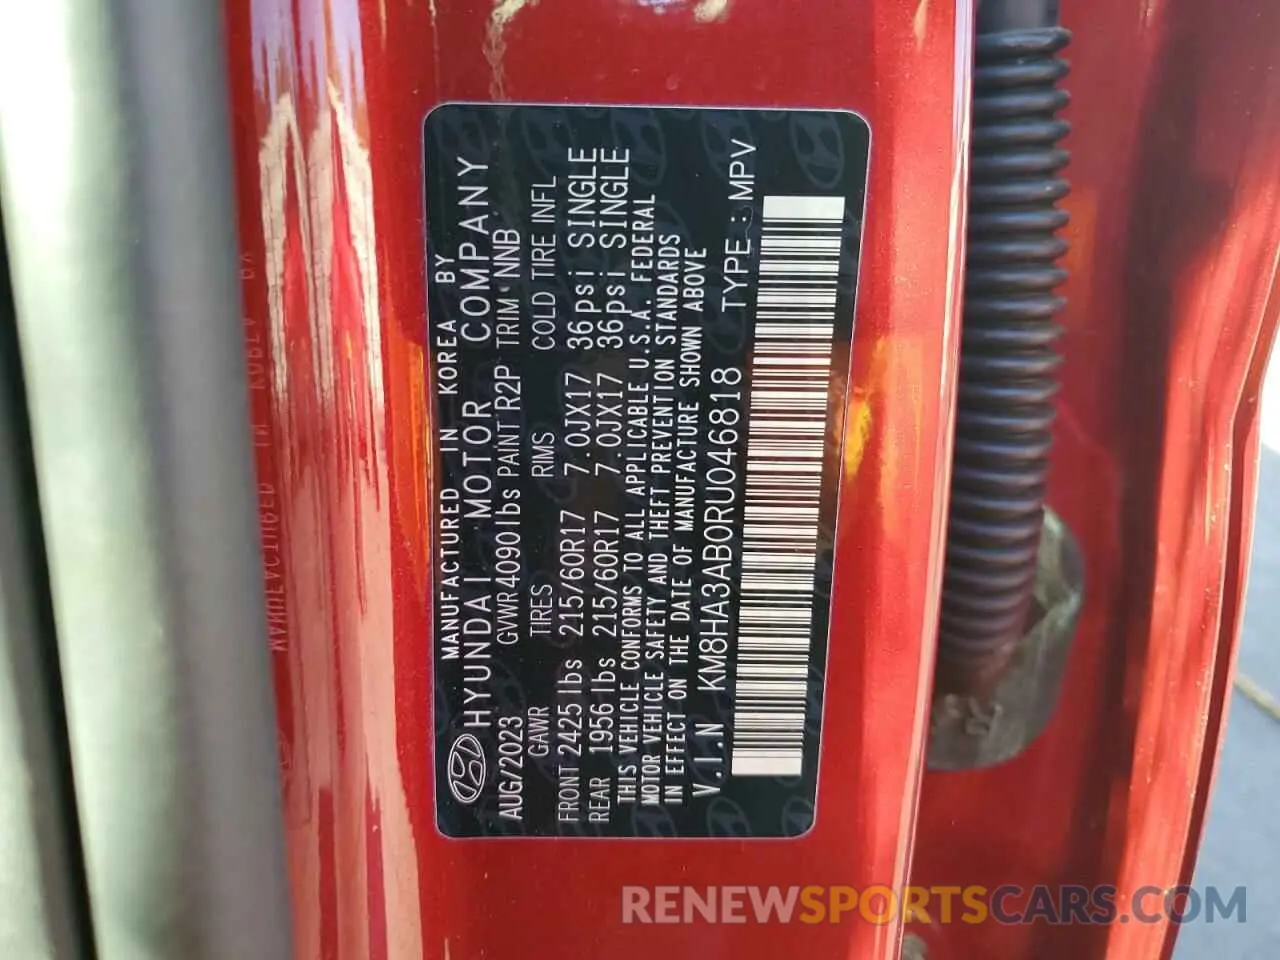 MANUFACTURED IN KOREA BY
HYUNDAI MOTOR COMPANY
AUG/2023 GWR4090lbs PAINT R2P TRIM NNB
GAWR TIRES RMS COLD TIRE INFL
FRONT 2425lbs 215/60R17 7.0JX17 36psi SINGLE
REAR 1956lbs 215/60R17 7.0JX17 36psi SINGLE
THIS VEHICLE CONFORMS TO ALL APPLICABLE U.S.A. FEDERAL
MOTOR VEHICLE SAFETY AND THEFT PREVENTION STANDARDS
IN EFFECT ON THE DATE OF MANUFACTURE SHOWN ABOVE
V.I.N KM8HA3AB0RU046818 TYPE: MPV
RENEWSPORTSCARS.COM